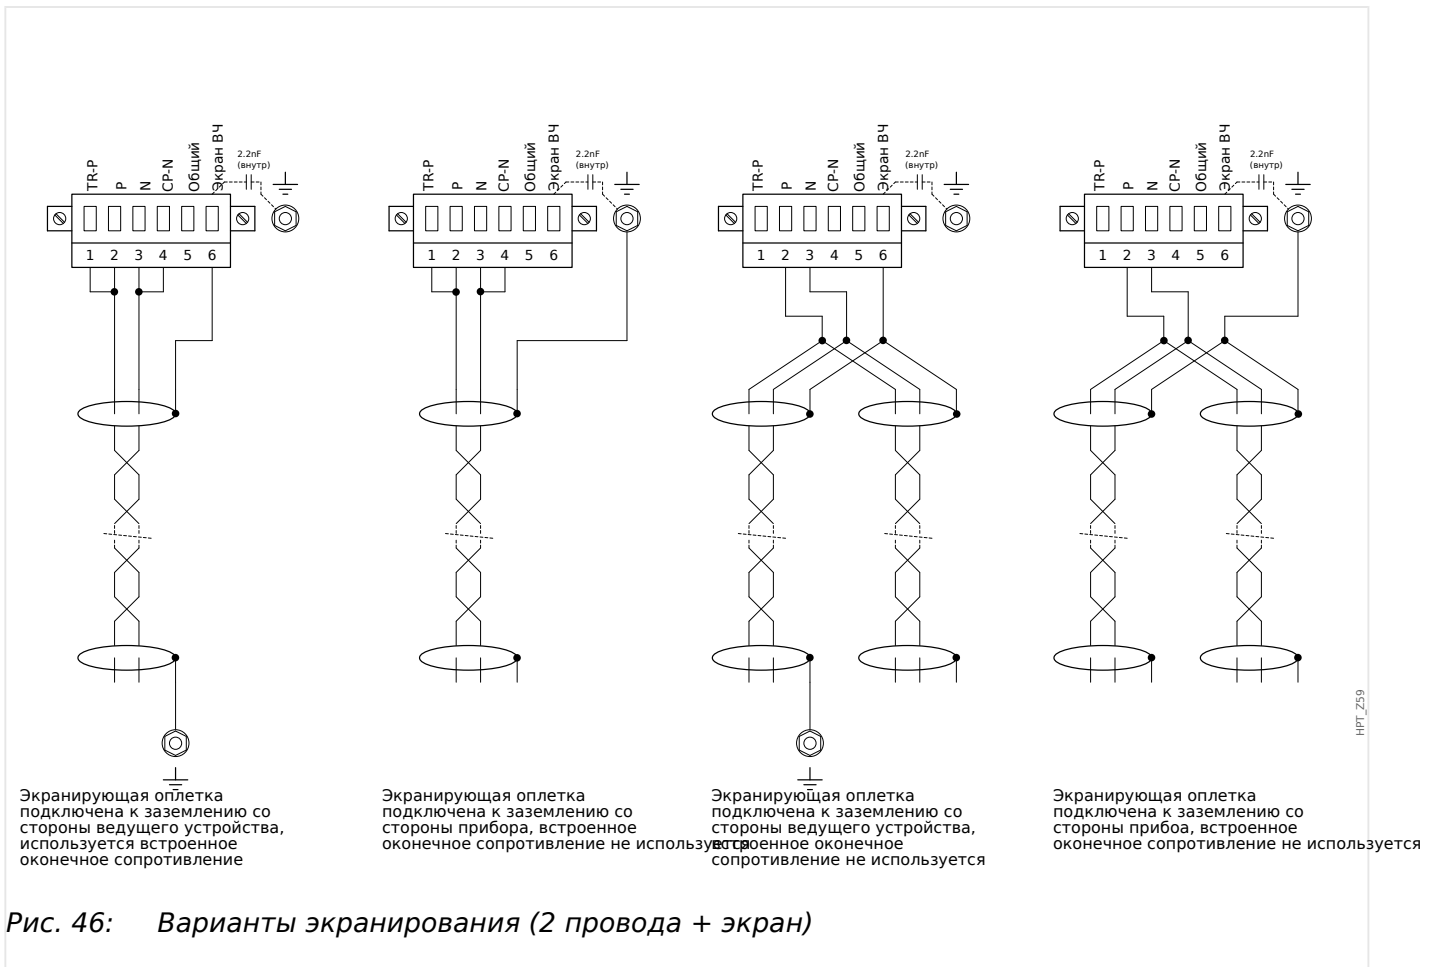 TR-P
P
N
CP-N
Общий
Экран ВЧ
2.2nF
(внутр)
1 2 3 4 5 6
TR-P
P
N
CP-N
Общий
Экран ВЧ
2.2nF
(внутр)
1 2 3 4 5 6
TR-P
P
N
CP-N
Общий
Экран ВЧ
2.2nF
(внутр)
1 2 3 4 5 6
TR-P
P
N
CP-N
Общий
Экран ВЧ
2.2nF
(внутр)
1 2 3 4 5 6
HPT_Z59
Экранирующая оплетка
подключена к заземлению со
стороны ведущего устройства,
используется встроенное
оконечное сопротивление
Экранирующая оплетка
подключена к заземлению со
стороны прибора, встроенное
оконечное сопротивление не используется
Экранирующая оплетка
подключена к заземлению со
стороны ведущего устройства,
встроенное оконечное
сопротивление не используется
Экранирующая оплетка
подключена к заземлению со
стороны прибоа, встроенное
оконечное сопротивление не используется
Рис. 46: Варианты экранирования (2 провода + экран)